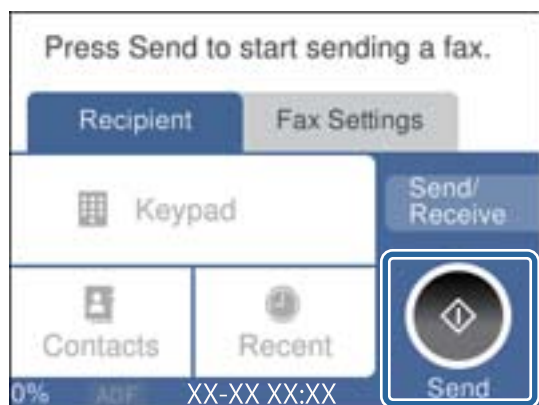 Press Send to start sending a fax.
Recipient Fax Settings
Keypad
Send/
Receive
Contacts Recent
0% ADF XX-XX XX:XX
Send